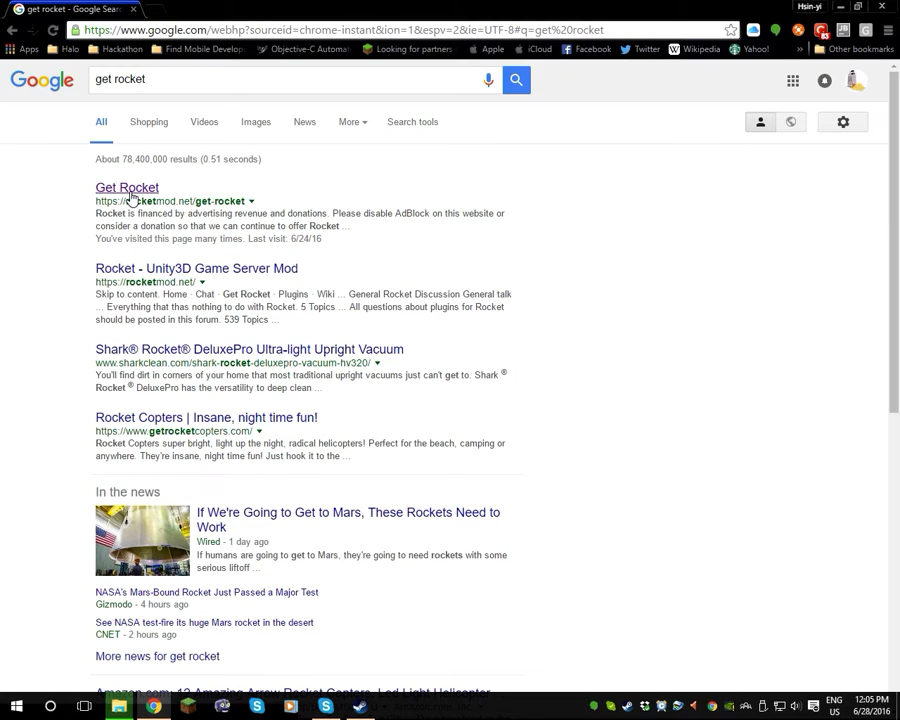 get rocket - Google Sear
Hsin-yi
https://www.google.com/webhp?sourceid=chrome-instant&ion=1&espv=2&ie=UTF-8#q=get%20rocket
Apps Halo Hackathon Find Mobile Develop Objective-C Automa Looking for partners Apple iCloud Facebook Twitter Wikipedia Yahoo! » Other bookmarks
Google get rocket
All Shopping Videos Images News More Search tools
About 78,400,000 results (0.51 seconds)
Get Rocket
https://rocketmod.net/get-rocket
Rocket is financed by advertising revenue and donations. Please disable AdBlock on this website or
consider a donation so that we can continue to offer Rocket ...
You've visited this page many times. Last visit: 6/24/16
Rocket - Unity3D Game Server Mod
https://rocketmod.net/
Skip to content. Home · Chat · Get Rocket · Plugins · Wiki ... General Rocket Discussion General talk
... Everything that thas nothing to do with Rocket. 5 Topics ... All questions about plugins for Rocket
should be posted in this forum. 539 Topics ...
Shark® Rocket® DeluxePro Ultra-light Upright Vacuum
www.sharkclean.com/shark-rocket-deluxepro-vacuum-hv320/
You'll find dirt in corners of your home that most traditional upright vacuums just can't get to. Shark ®
Rocket ® DeluxePro has the versatility to deep clean ...
Rocket Copters | Insane, night time fun!
https://www.getrocketcopters.com/
Rocket Copters super bright, light up the night, radical helicopters! Perfect for the beach, camping or
anywhere. They're insane, night time fun! Just hook it to the ...
In the news
If We're Going to Get to Mars, These Rockets Need to
Work
Wired - 1 day ago
If humans are going to get to Mars, they're going to need rockets with some
serious liftoff ...
NASA's Mars-Bound Rocket Just Passed a Major Test
Gizmodo - 4 hours ago
See NASA test-fire its huge Mars rocket in the desert
CNET - 2 hours ago
More news for get rocket
Amazon.com: 12 Amazing Arrow Rocket Copters, Led Light Helicopter
ENG
US
12:05 PM
6/28/2016